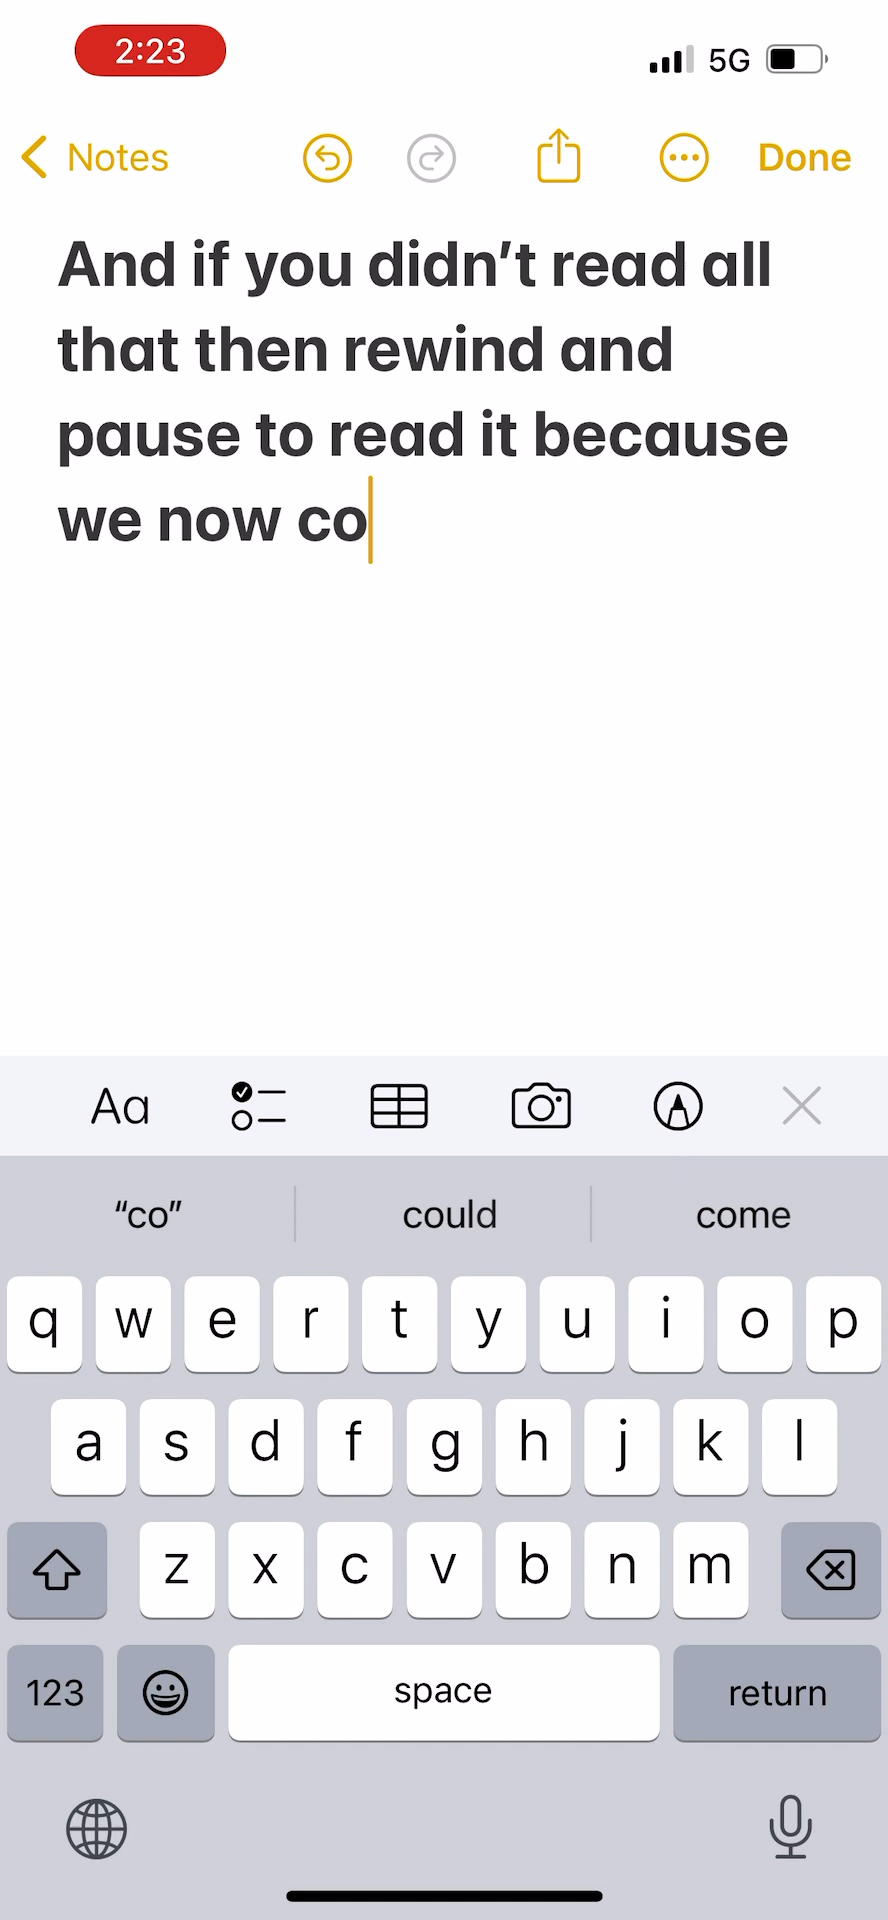 2:23 5G
Notes Done
And if you didn't read all
that then rewind and
pause to read it because
we now co
Aa
"co" could come
q w e r t y u i o p
a s d f g h j k l
z x c v b n m
123 space return